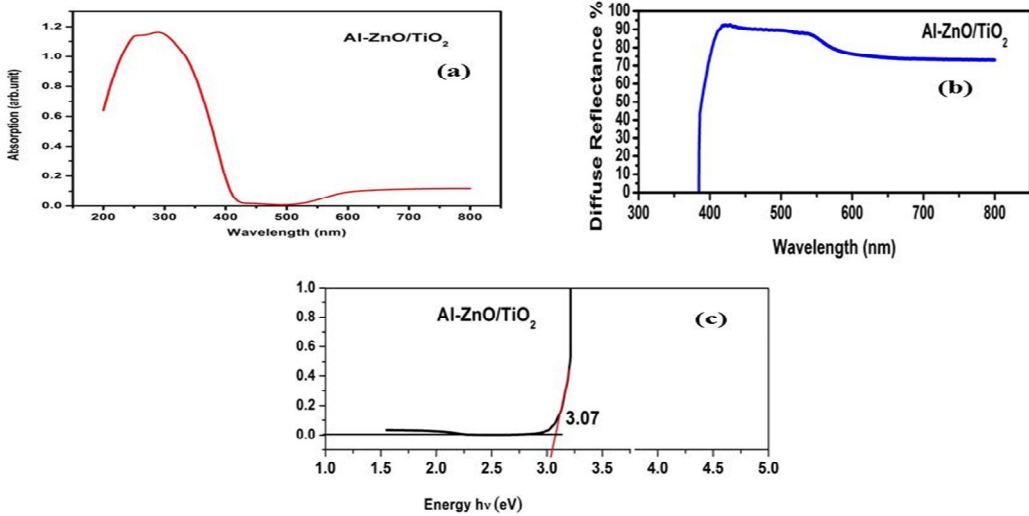 1.2
1.0
0.8
0.6
0.4
0.2
0.0
Absorption (arb.unit)
Al-ZnO/TiO₂
(a)
200 300 400 500 600 700 800
Wavelength (nm)
100
90
80
70
60
50
40
30
20
10
0
Diffuse Reflectance %
Al-ZnO/TiO₂
(b)
300 400 500 600 700 800
Wavelength (nm)
1.0
0.8
0.6
0.4
0.2
0.0
Al-ZnO/TiO₂
(c)
3.07
1.0 1.5 2.0 2.5 3.0 3.5 4.0 4.5 5.0
Energy hν (eV)